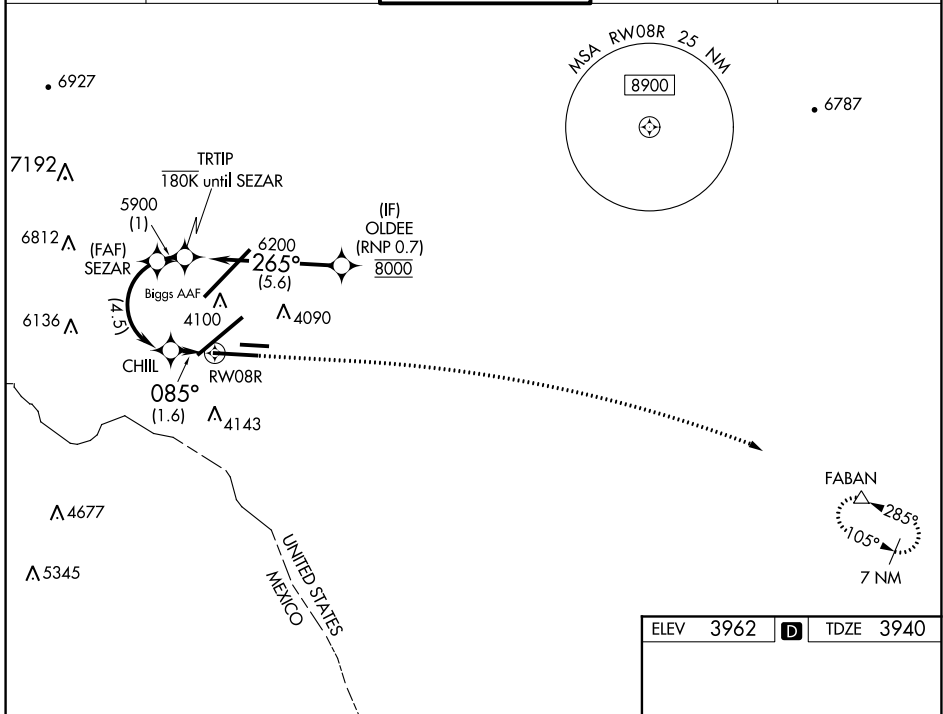 MSA RW08R 25 NM
8900
6927
6787
7192
TRTIP
180K until SEZAR
5900
(1)
(IF)
OLDEE
(RNP 0.7)
8000
6812
(FAF)
SEZAR
6200
265°
(5.6)
Biggs AAF
4100
4090
6136
(4.5)
CHIIL
RW08R
085°
(1.6)
4143
FABAN
285°
105°
7 NM
4677
5345
UNITED STATES
MEXICO
ELEV 3962 D TDZE 3940